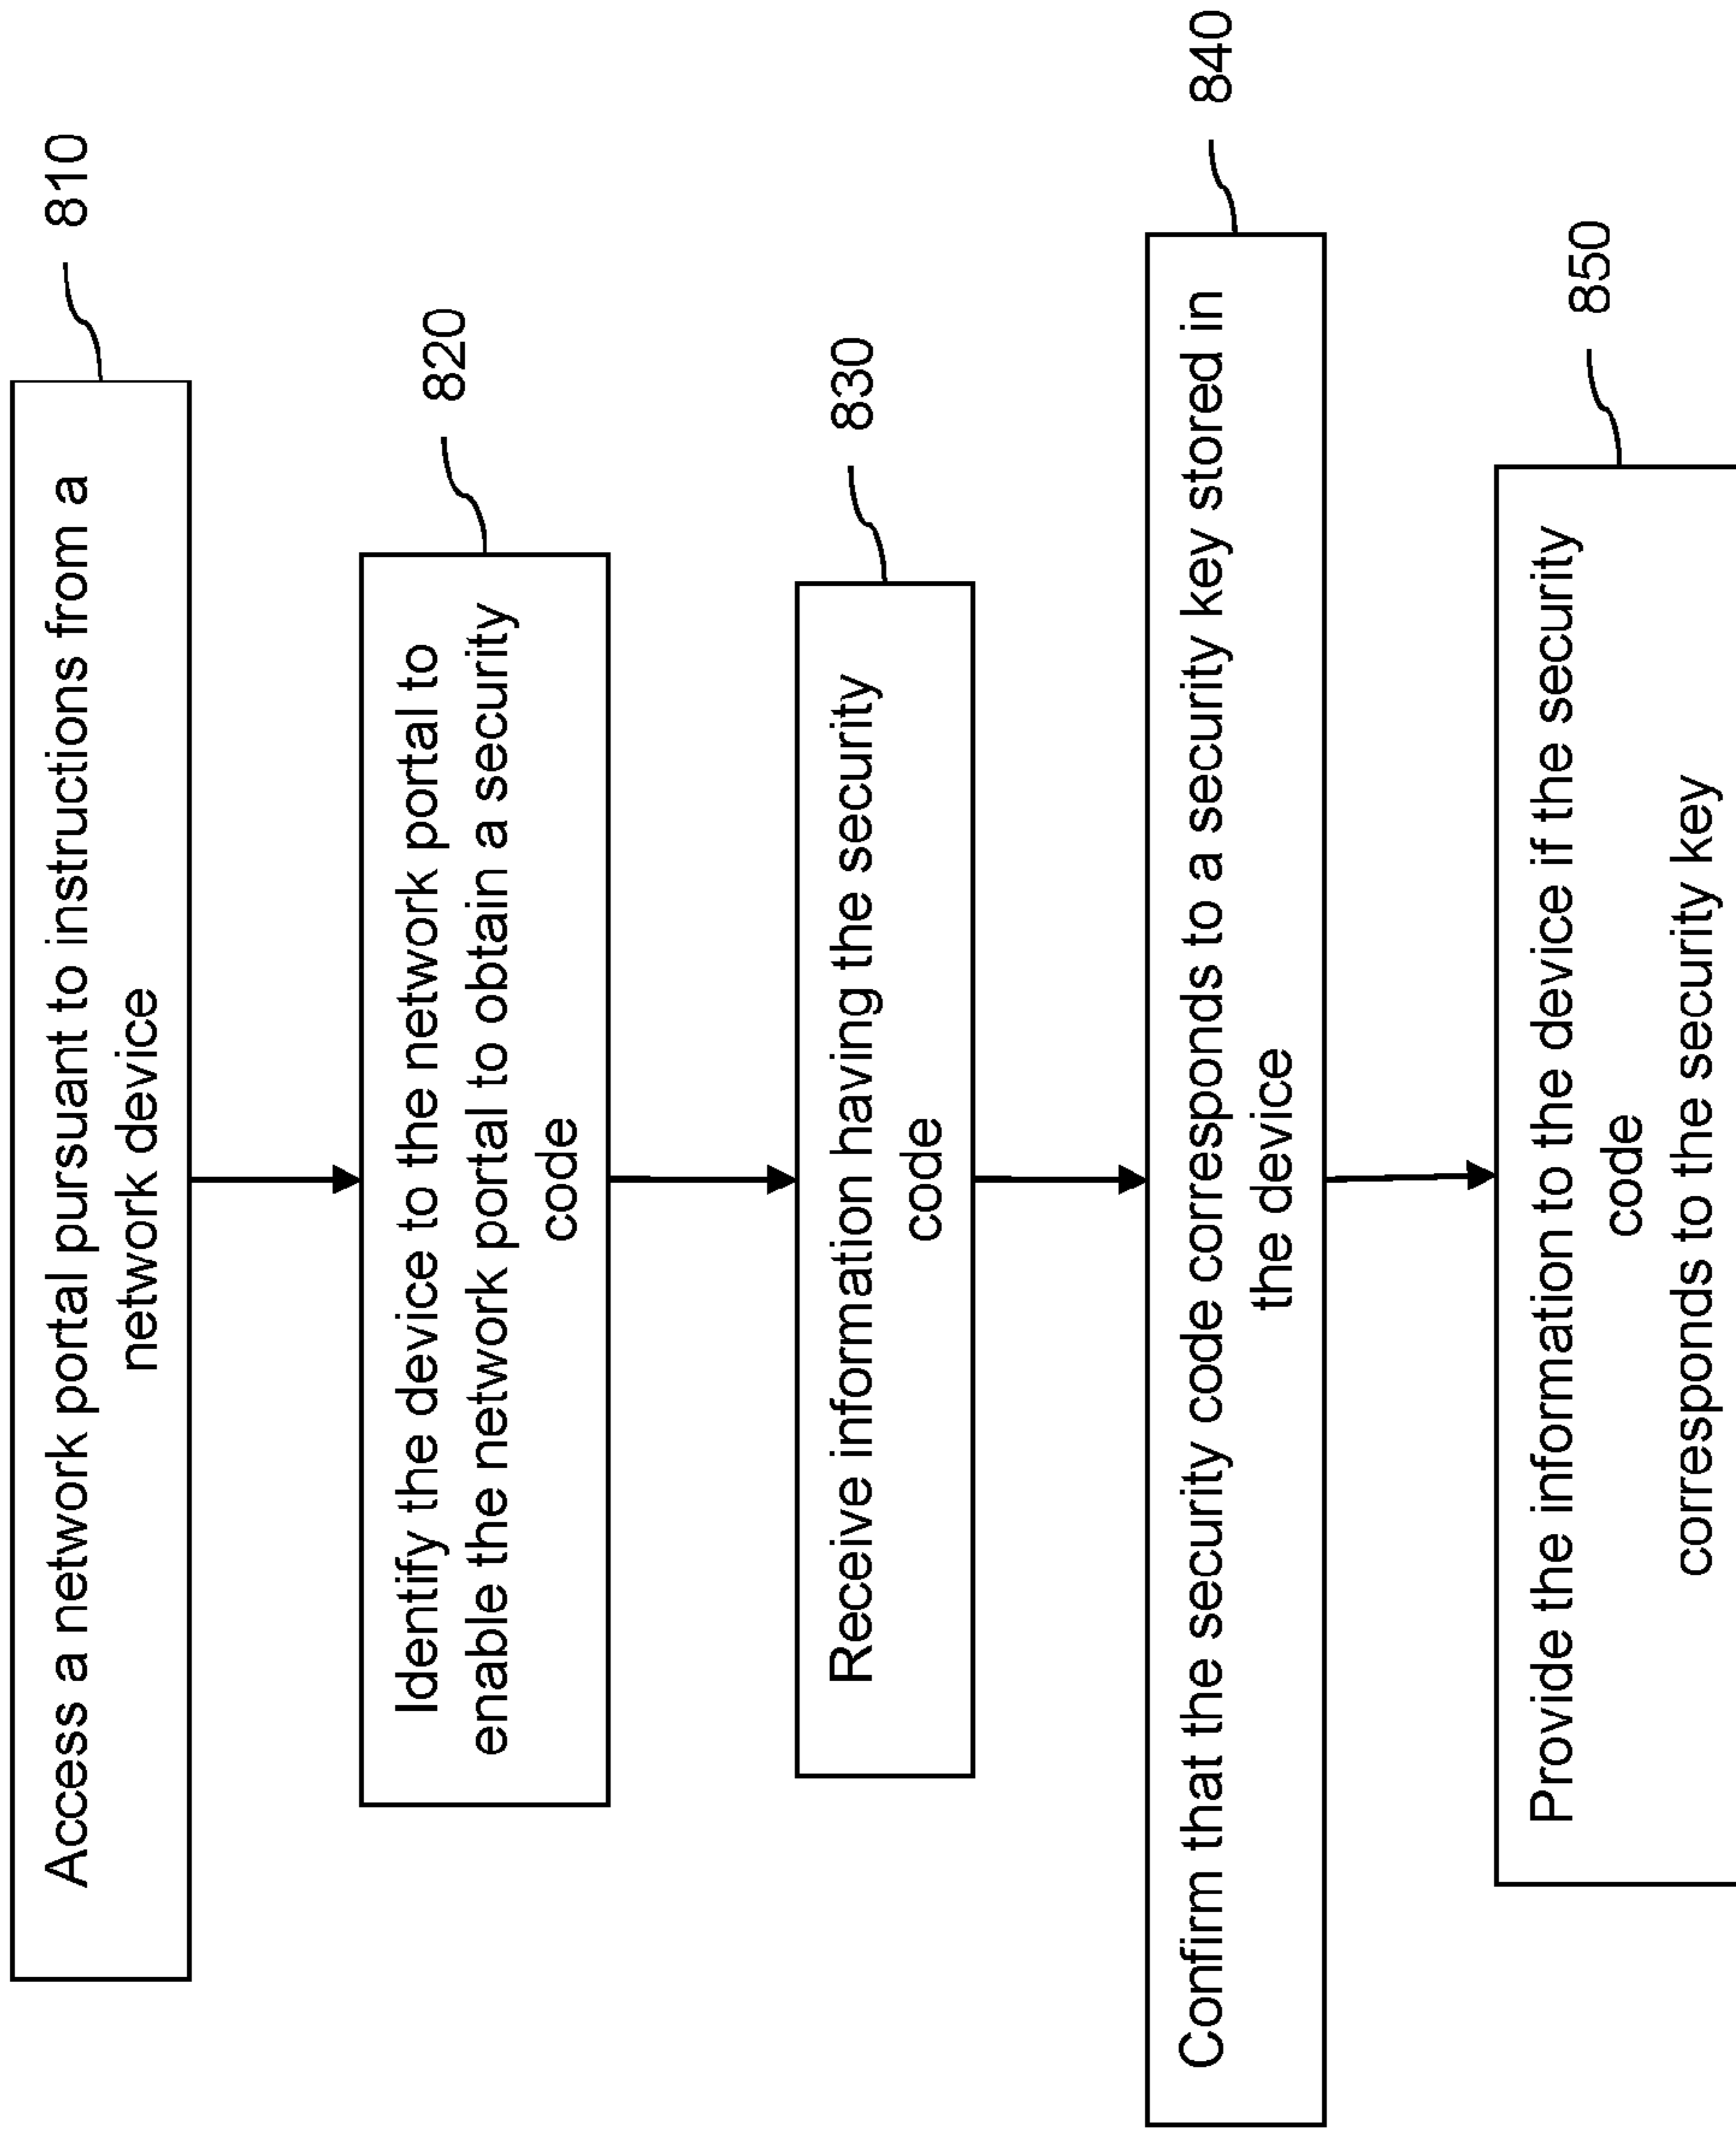 Access a network portal pursuant to instructions from a
network device
810
Identify the device to the network portal to
enable the network portal to obtain a security
code
820
Receive information having the security
code
830
Confirm that the security code corresponds to a security key stored in
the device
840
Provide the information to the device if the security
code
corresponds to the security key
850